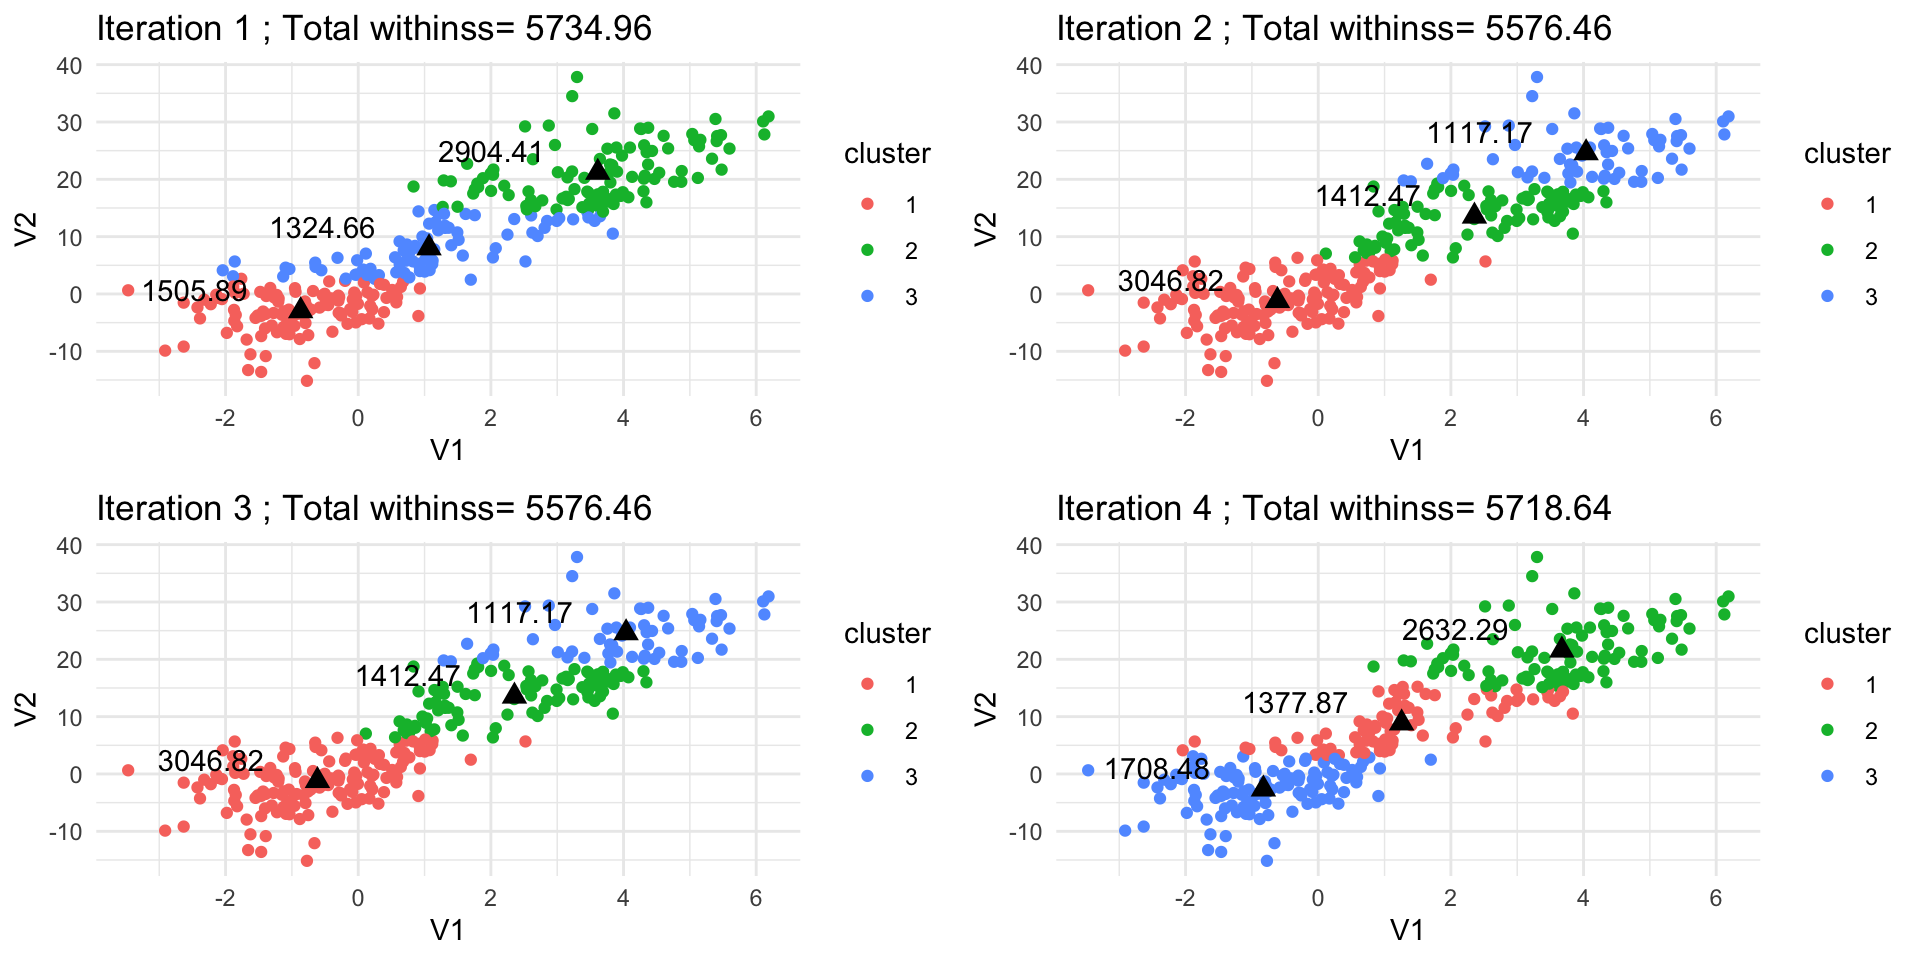 Iteration 1 ; Total withinss= 5734.96
40
30
20
10
0
-10
V2
2904.41
1324.66
1505.89
-2 0 2 4 6
V1
cluster
1
2
3
Iteration 2 ; Total withinss= 5576.46
40
30
20
10
0
-10
V2
1117.17
1412.47
3046.82
-2 0 2 4 6
V1
cluster
1
2
3
Iteration 3 ; Total withinss= 5576.46
40
30
20
10
0
-10
V2
1117.17
1412.47
3046.82
-2 0 2 4 6
V1
cluster
1
2
3
Iteration 4 ; Total withinss= 5718.64
40
30
20
10
0
-10
V2
2632.29
1377.87
1708.48
-2 0 2 4 6
V1
cluster
1
2
3